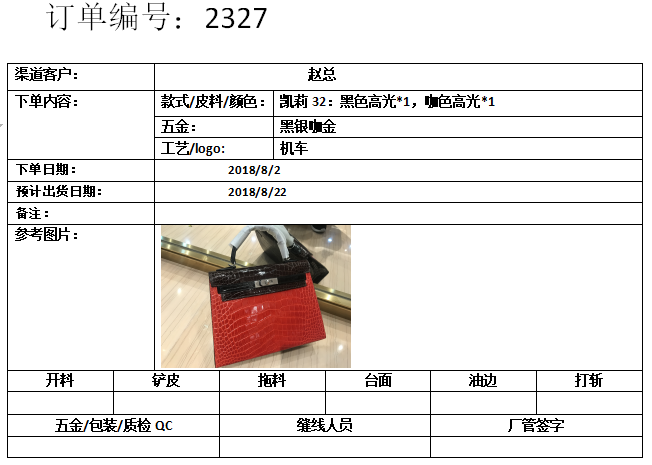 订单编号：2327
渠道客户： 赵总
下单内容： 款式/皮料/颜色： 凯莉 32：黑色高光*1，咖色高光*1
五金： 黑银咖金
工艺/logo: 机车
下单日期： 2018/8/2
预计出货日期： 2018/8/22
备注：
参考图片：
开料 铲皮 拖料 台面 油边 打斩
五金/包装/质检 QC 缝线人员 厂管签字